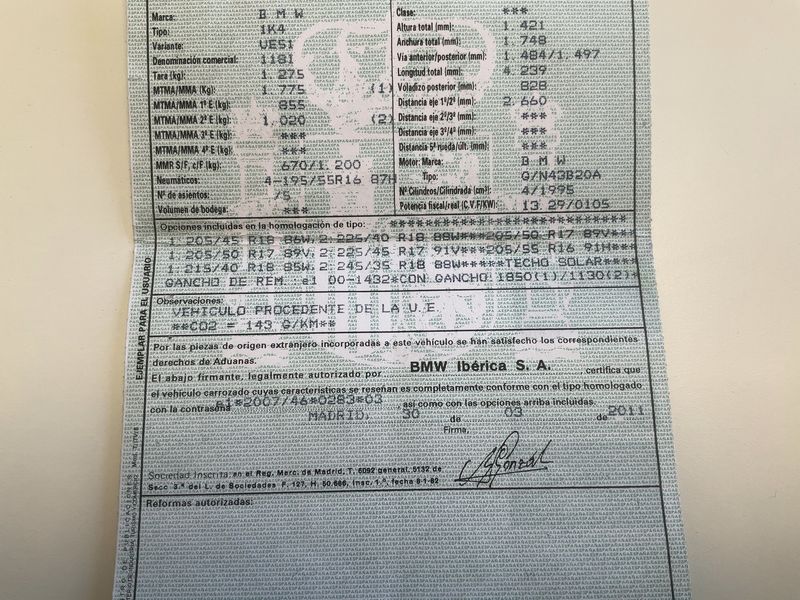 Marca: B M W
Tipo: 1K4
Variante: UE51
Denominación comercial: 118I
Tara (kg): 1.275
MTMA/MMA (Kg): 1.775 (1)
MTMA/MMA 1º E (kg): 855
MTMA/MMA 2º E (kg): 1.020 (2)
MTMA/MMA 3º E (kg): ***
MTMA/MMA 4º E (kg): ***
MMR S/F, c/F (kg): 670/1.200
Neumáticos: 4-195/55R16 87H
Nº de asientos: /5
Volumen de bodega: ***
Clase: ***
Altura total (mm): 1.421
Anchura total (mm): 1.748
Vía anterior/posterior (mm): 1.484/1.497
Longitud total (mm): 4.239
Voladizo posterior (mm): 828
Distancia eje 1º/2º (mm): 2.660
Distancia eje 2º/3º (mm): ***
Distancia eje 3º/4º (mm): ***
Distancia 5ª rueda/últ. (mm): ***
Motor: Marca: B M W
Tipo: G/N43B20A
Nº Cilindros/Cilindrada (cm³): 4/1995
Potencia fiscal/real (C.V.F/KW): 13.29/0105
Opciones incluidas en la homologación de tipo: *****************************
1:205/45 R18 86W,2:225/40 R18 88W***205/50 R17 89V***
1:205/50 R17 89V,2:225/45 R17 91V***205/55 R16 91H***
1:215/40 R18 85W,2:245/35 R18 88W*****TECHO SOLAR****
GANCHO DE REM. e1 00-1432*CON GANCHO 1850(1)/1130(2)*
Observaciones:
VEHICULO PROCEDENTE DE LA U.E
**CO2 = 143 G/KM**
EJEMPLAR PARA EL USUARIO
Por las piezas de origen extranjero incorporadas a este vehículo se han satisfecho los correspondientes
derechos de Aduanas.
El abajo firmante, legalmente autorizado por BMW Ibérica S. A. certifica que
el vehículo carrozado cuyas características se reseñan es completamente conforme con el tipo homologado
con la contraseña e1*2007/46*0283*03 así como con las opciones arriba incluidas.
MADRID, 30 de 03 de 2011
Firma,
Sociedad Inscrita en el Reg. Merc. de Madrid, T. 6092 general, 5132 de
Secc 3.ª del L. de Sociedades F. 127, H. 50.666, Insc. 1.ª, fecha 8-1-82
Reformas autorizadas: